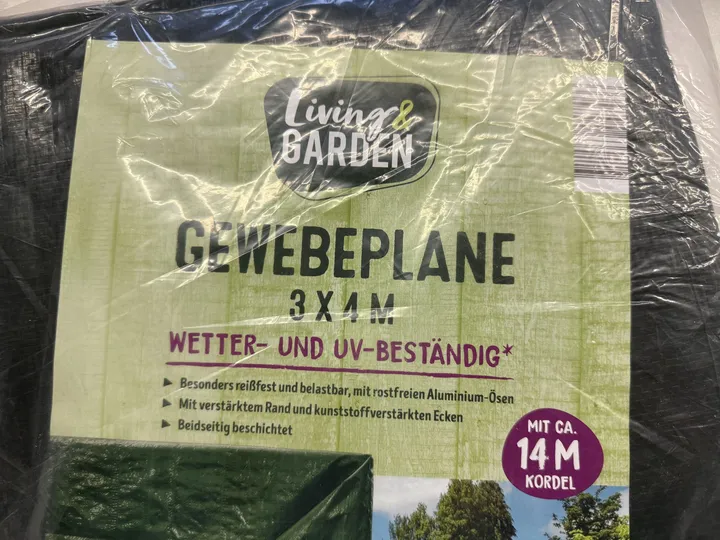 Living &
GARDEN
GEWEBEPLANE
3 X 4 M
WETTER- UND UV-BESTÄNDIG*
Besonders reißfest und belastbar, mit rostfreien Aluminium-Ösen
Mit verstärktem Rand und kunststoffverstärkten Ecken
Beidseitig beschichtet
MIT CA.
14 M
KORDEL